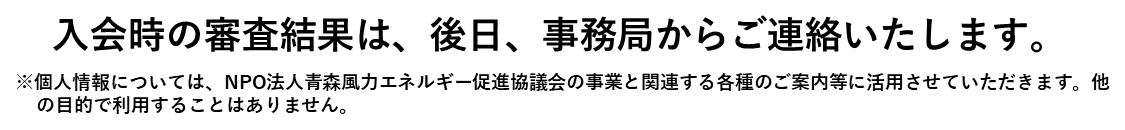 入会時の審査結果は、後日、事務局からご連絡いたします。
※個人情報については、NPO法人青森風力エネルギー促進協議会の事業と関連する各種のご案内等に活用させていただきます。他
の目的で利用することはありません。